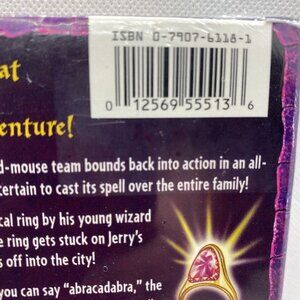 ISBN 0-7907-6118-1
0 12569 55513 6
at
enture!
d-mouse team bounds back into action in an all-
certain to cast its spell over the entire family!
cal ring by his young wizard
e ring gets stuck on Jerry's
s off into the city!
you can say "abracadabra," the